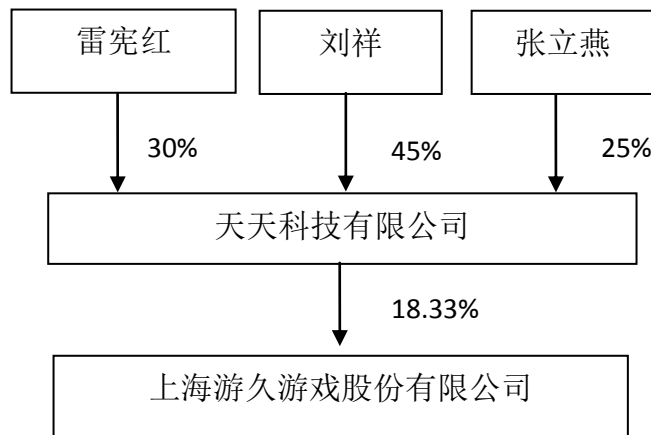 雷宪红
刘祥
张立燕
30%
45%
25%
天天科技有限公司
18.33%
上海游久游戏股份有限公司